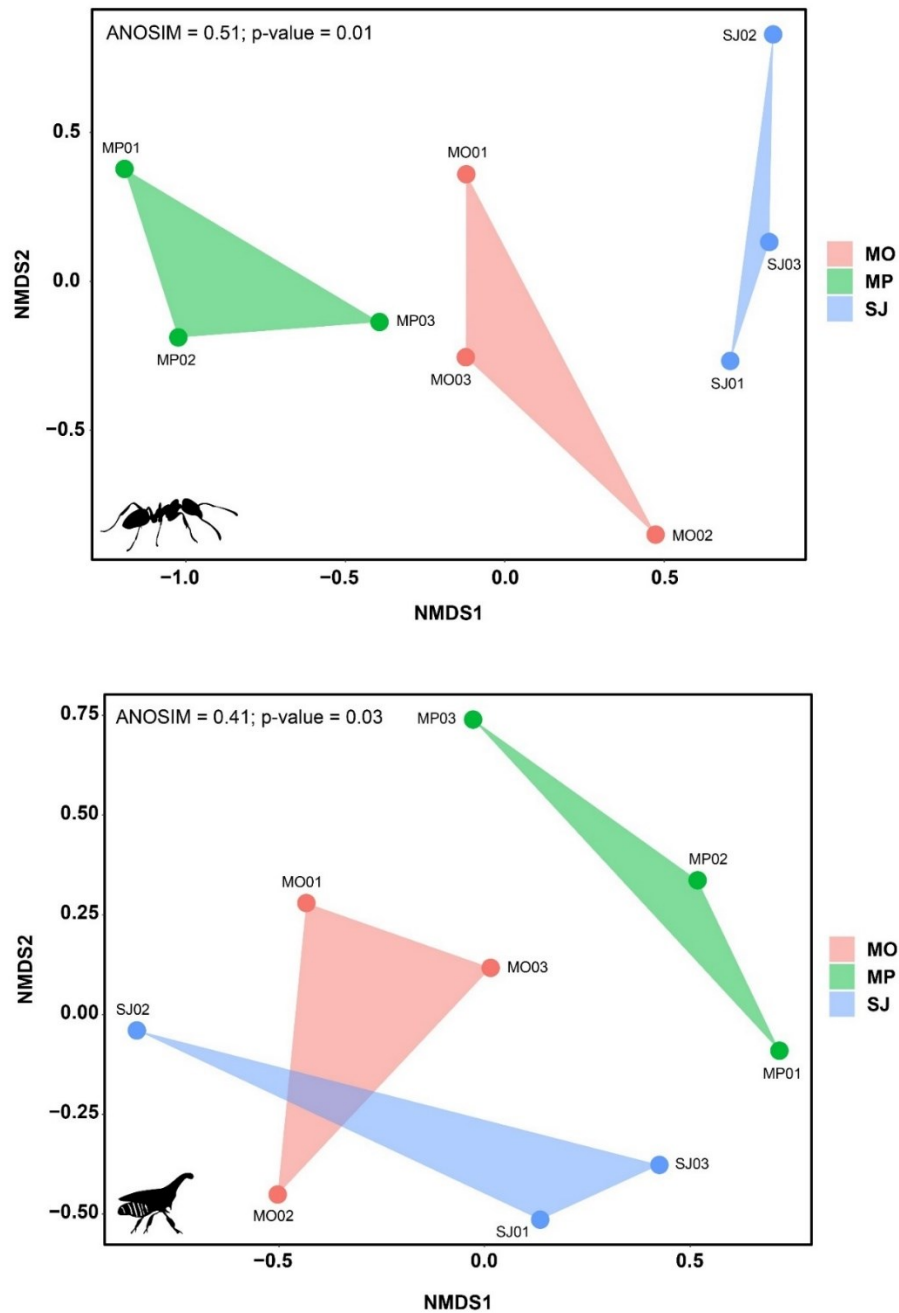 ANOSIM = 0.51; p-value = 0.01
SJ02
0.5
MP01
MO01
NMDS2
0.0
SJ03
MO
MP
SJ
MP03
MP02
MO03
SJ01
−0.5
MO02
−1.0 −0.5 0.0 0.5
NMDS1
ANOSIM = 0.41; p-value = 0.03
0.75
MP03
0.50
MP02
MO01
0.25
NMDS2
MO03
MO
MP
SJ
SJ02
0.00
MP01
−0.25
SJ03
−0.50
MO02
SJ01
−0.5 0.0 0.5
NMDS1